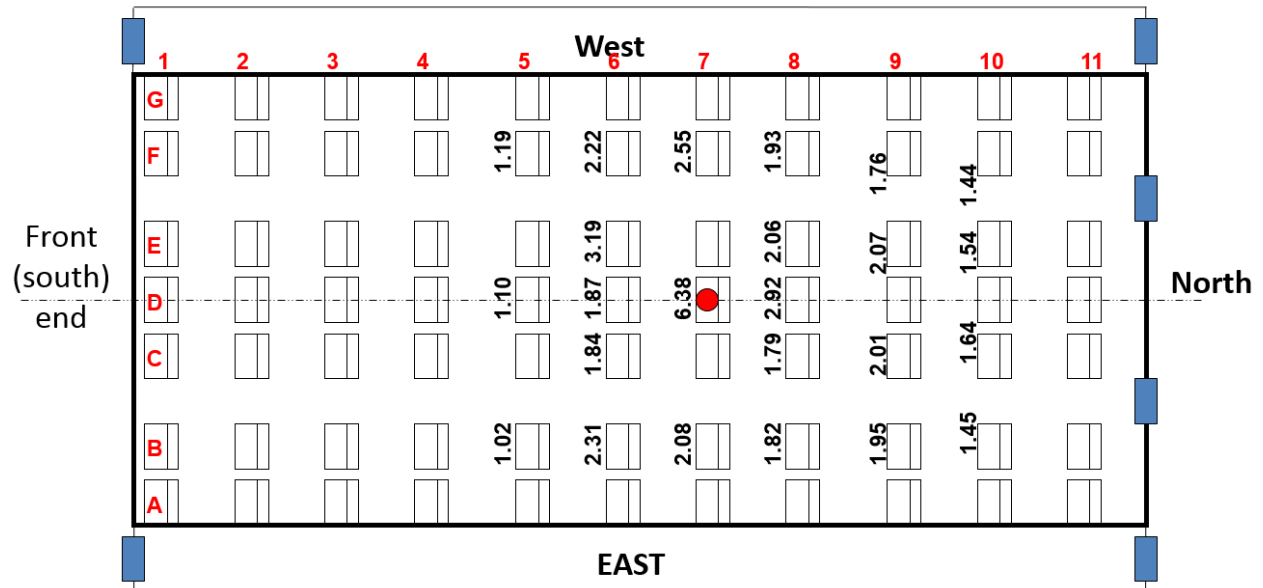 West
1 2 3 4 5 6 7 8 9 10 11
G
F 1.19 2.22 2.55 1.93 1.76 1.44
Front
(south)
end
E 3.19 2.06 2.07 1.54
D 1.10 1.87 6.38 2.92
North
C 1.84 1.79 2.01 1.64
B 1.02 2.31 2.08 1.82 1.95 1.45
A
EAST